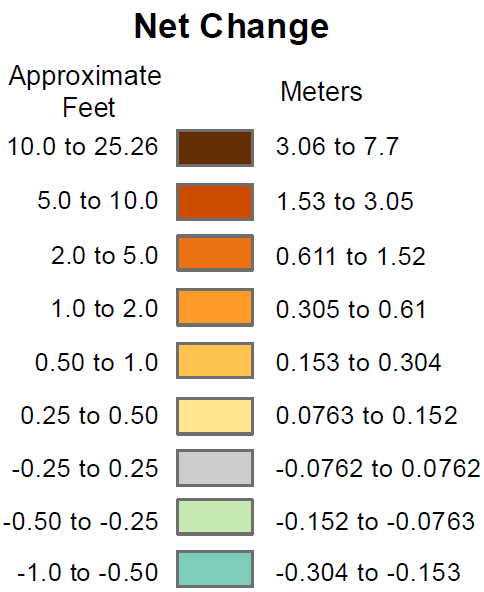 Net Change
Approximate
Feet
Meters
10.0 to 25.26 3.06 to 7.7
5.0 to 10.0 1.53 to 3.05
2.0 to 5.0 0.611 to 1.52
1.0 to 2.0 0.305 to 0.61
0.50 to 1.0 0.153 to 0.304
0.25 to 0.50 0.0763 to 0.152
-0.25 to 0.25 -0.0762 to 0.0762
-0.50 to -0.25 -0.152 to -0.0763
-1.0 to -0.50 -0.304 to -0.153